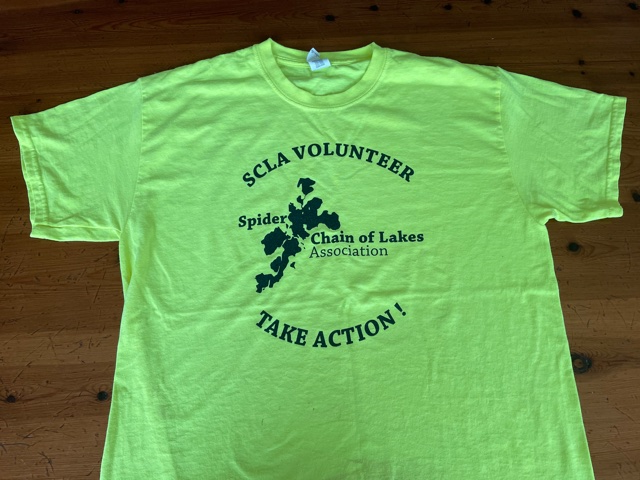 SCLA VOLUNTEER
Spider
Chain of Lakes
Association
TAKE ACTION !